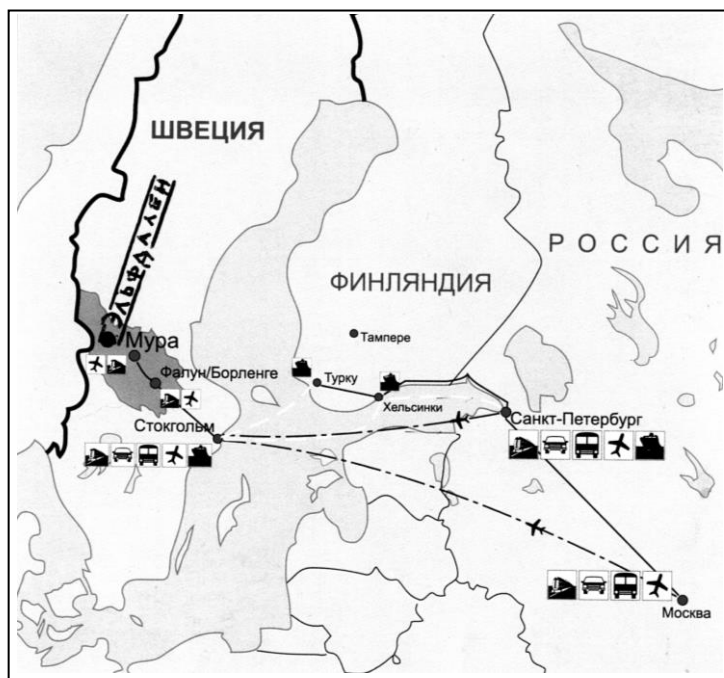 ШВЕЦИЯ
ЭЛЬФДАЛЕН
РОССИЯ
ФИНЛЯНДИЯ
Тампере
Мура
Фалун/Борленге
Турку
Хельсинки
Санкт-Петербург
Стокгольм
Москва